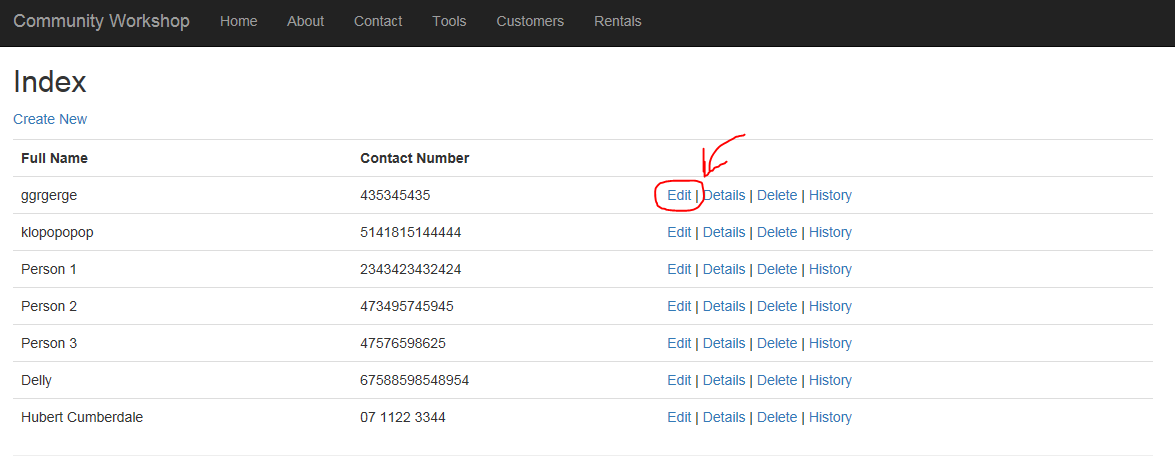 Community Workshop Home About Contact Tools Customers Rentals
Index
Create New
Full Name Contact Number
ggrgerge 435345435 Edit | Details | Delete | History
klopopopop 5141815144444 Edit | Details | Delete | History
Person 1 2343423432424 Edit | Details | Delete | History
Person 2 473495745945 Edit | Details | Delete | History
Person 3 47576598625 Edit | Details | Delete | History
Delly 67588598548954 Edit | Details | Delete | History
Hubert Cumberdale 07 1122 3344 Edit | Details | Delete | History